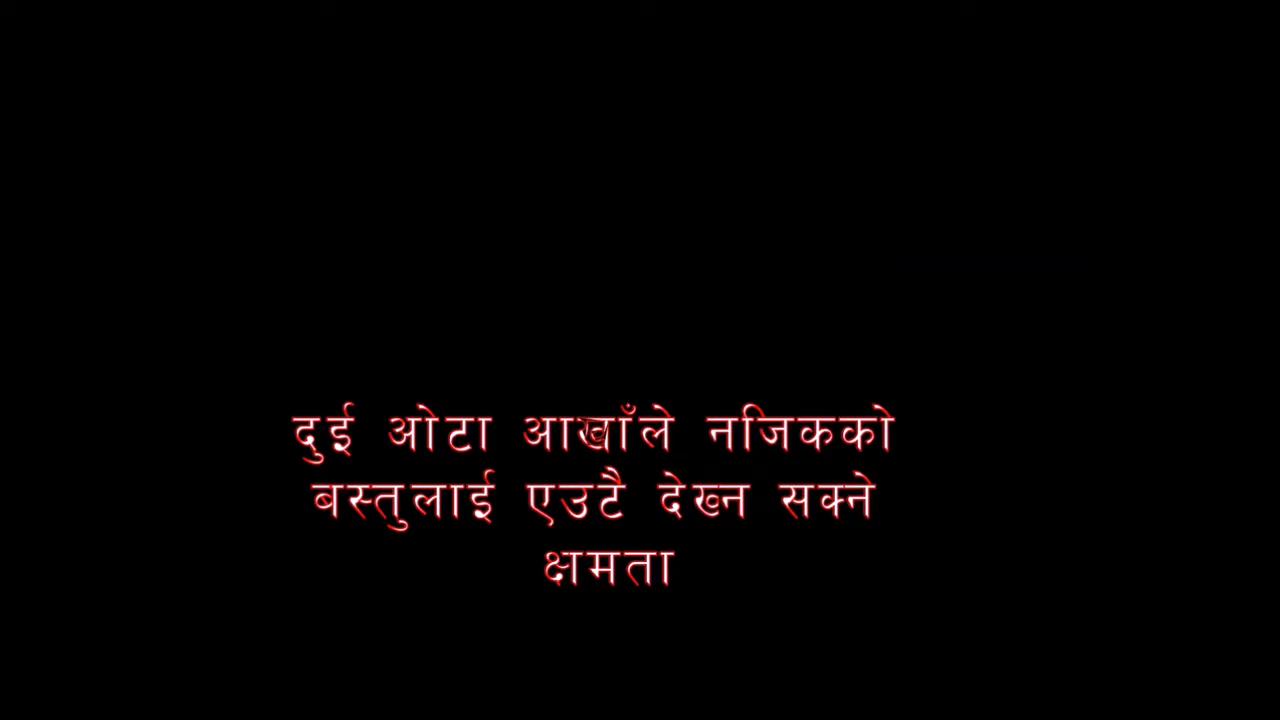 दुई ओटा आखाँले नजिकको
बस्तुलाई एउटै देख्न सक्ने
क्षमता